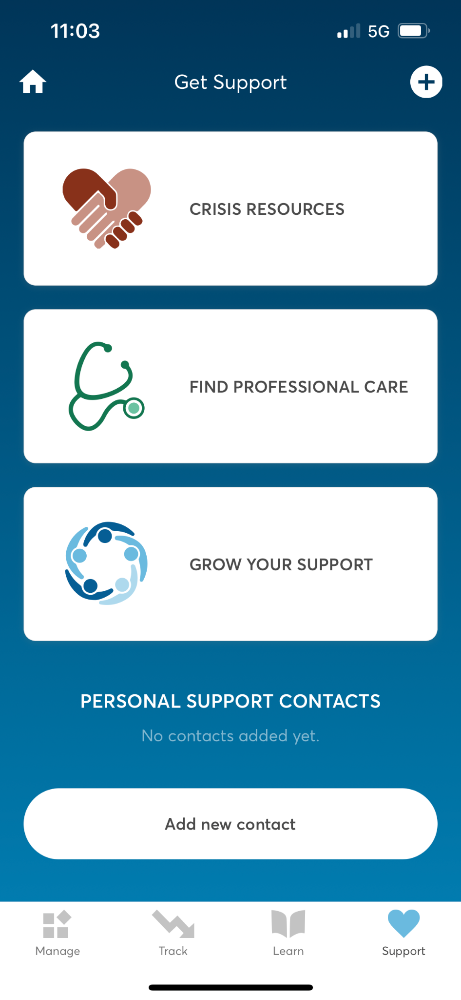 11:03
5G
Get Support
CRISIS RESOURCES
FIND PROFESSIONAL CARE
GROW YOUR SUPPORT
PERSONAL SUPPORT CONTACTS
No contacts added yet.
Add new contact
Manage
Track
Learn
Support